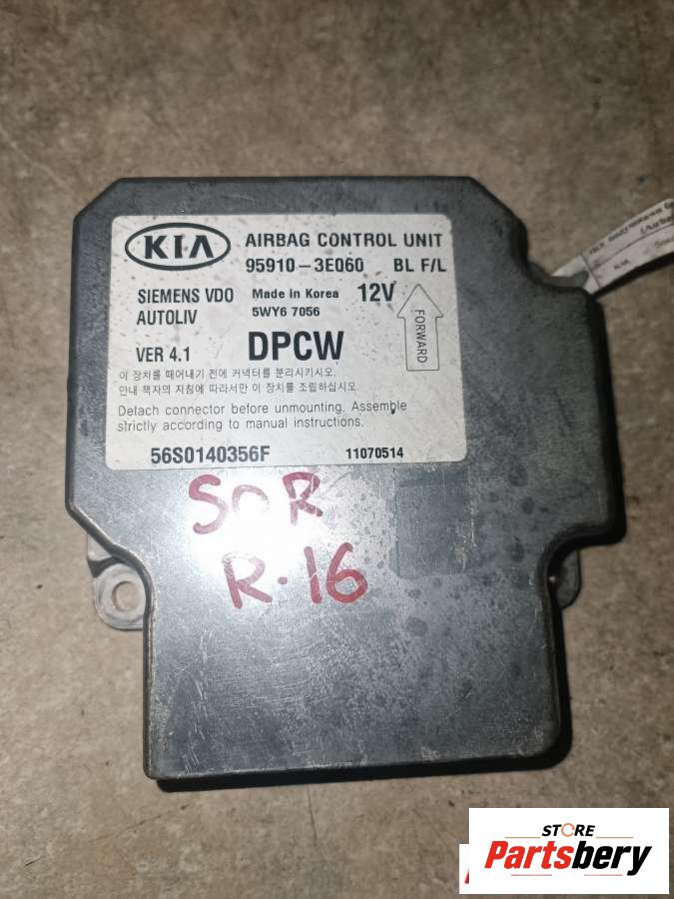 KIA
AIRBAG CONTROL UNIT
95910-3E060 BL F/L
SIEMENS VDO Made in Korea 12V
AUTOLIV 5WY6 7056
FORWARD
VER 4.1 DPCW
이 장치를 떼어내기 전에 커넥터를 분리시키시오.
안내 책자의 지침에 따라서만 이 장치를 조립하십시오
Detach connector before unmounting. Assemble
strictly according to manual instructions.
56S0140356F 11070514
SOR
R-16
STORE
Partsbery